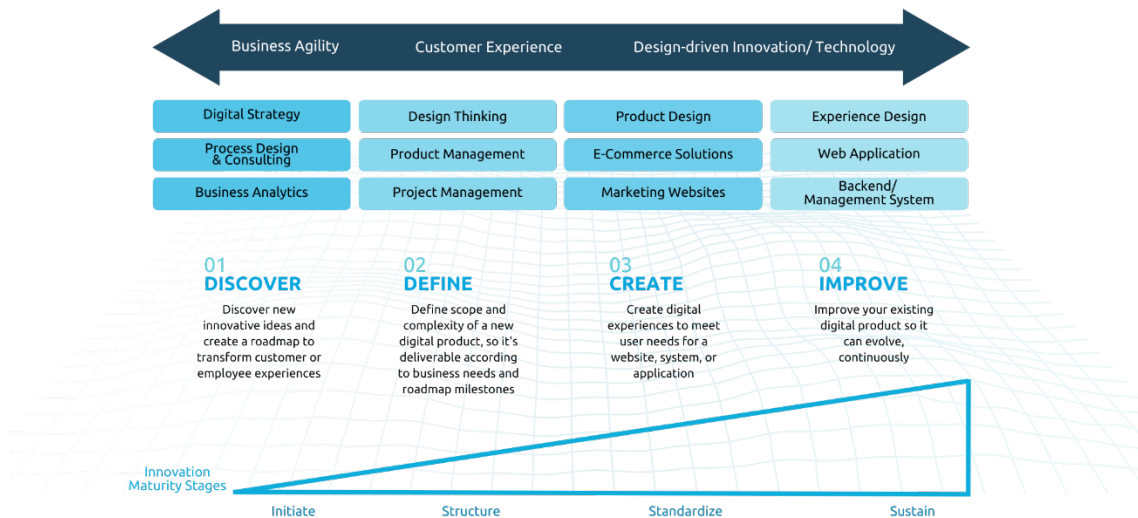 Business Agility
Customer Experience
Design-driven Innovation/ Technology
Digital Strategy
Design Thinking
Product Design
Experience Design
Process Design
& Consulting
Product Management
E-Commerce Solutions
Web Application
Business Analytics
Project Management
Marketing Websites
Backend/
Management System
01
DISCOVER
Discover new
innovative ideas and
create a roadmap to
transform customer or
employee experiences
02
DEFINE
Define scope and
complexity of a new
digital product, so it's
deliverable according
to business needs and
roadmap milestones
03
CREATE
Create digital
experiences to meet
user needs for a
website, system, or
application
04
IMPROVE
Improve your existing
digital product so it
can evolve,
continuously
Innovation
Maturity Stages
Initiate
Structure
Standardize
Sustain